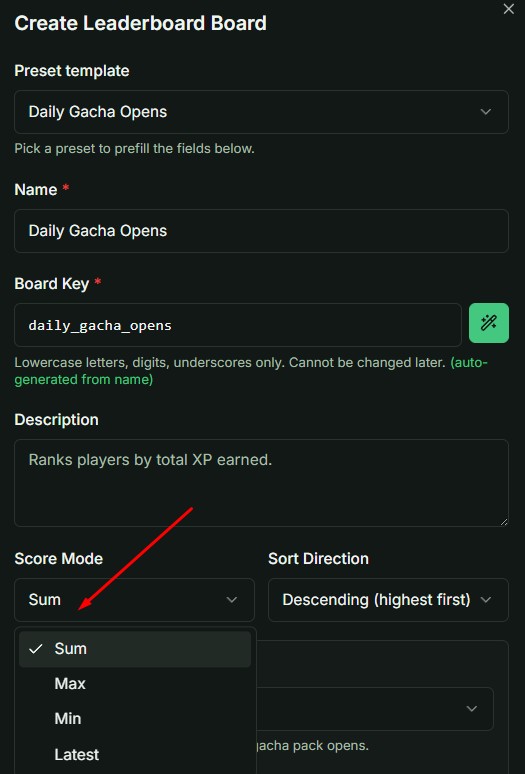 Create Leaderboard Board
Preset template
Daily Gacha Opens
Pick a preset to prefill the fields below.
Name *
Daily Gacha Opens
Board Key *
daily_gacha_opens
Lowercase letters, digits, underscores only. Cannot be changed later. (auto-
generated from name)
Description
Ranks players by total XP earned.
Score Mode
Sort Direction
Sum
Descending (highest first)
Sum
Max
Min
Latest
gacha pack opens.